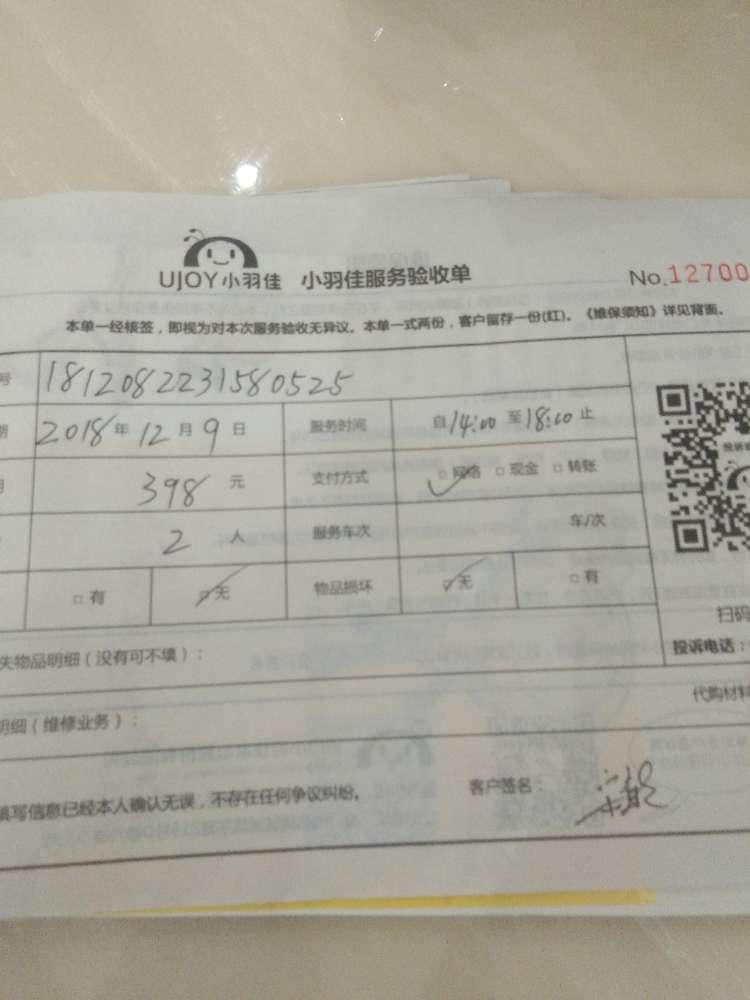 UJOY小羽佳 小羽佳服务验收单 No.12700
本单一经核签，即视为对本次服务验收无异议。本单一式两份，客户留存一份(红)。《维保须知》详见背面。
号 1812082231580525
期 2018年12月9日 服务时间 自14:00至18:00止
用 398元 支付方式 □网络 □现金 □转账
2人 服务车次 车/次
□有 □无 物品损坏 □无 □有
扫码
失物品明细（没有可不填）： 投诉电话：
代购材料
明细（维修业务）：
填写信息已经本人确认无误，不存在任何争议纠纷。 客户签名：